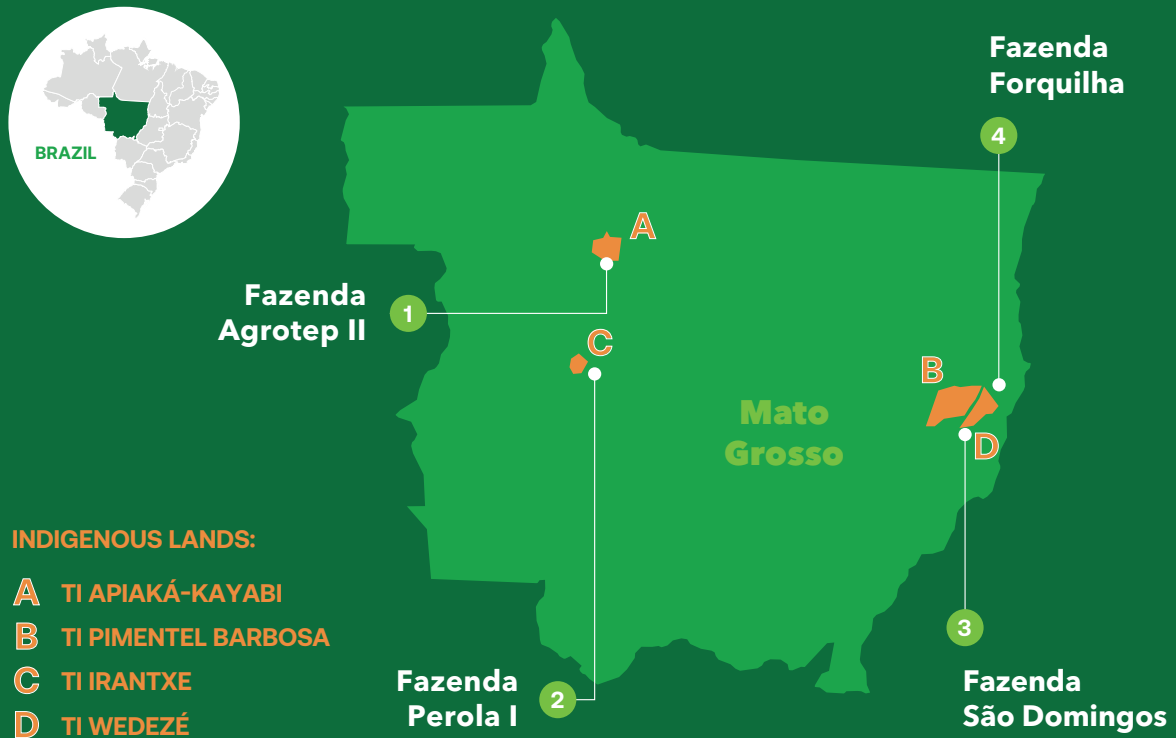 BRAZIL
Fazenda
Forquilha
4
A
Fazenda
Agrotep II
1
C
B
Mato
Grosso
D
INDIGENOUS LANDS:
A TI APIAKÁ-KAYABI
B TI PIMENTEL BARBOSA
C TI IRANTXE
D TI WEDEZÉ
Fazenda
Perola I
2
3
Fazenda
São Domingos